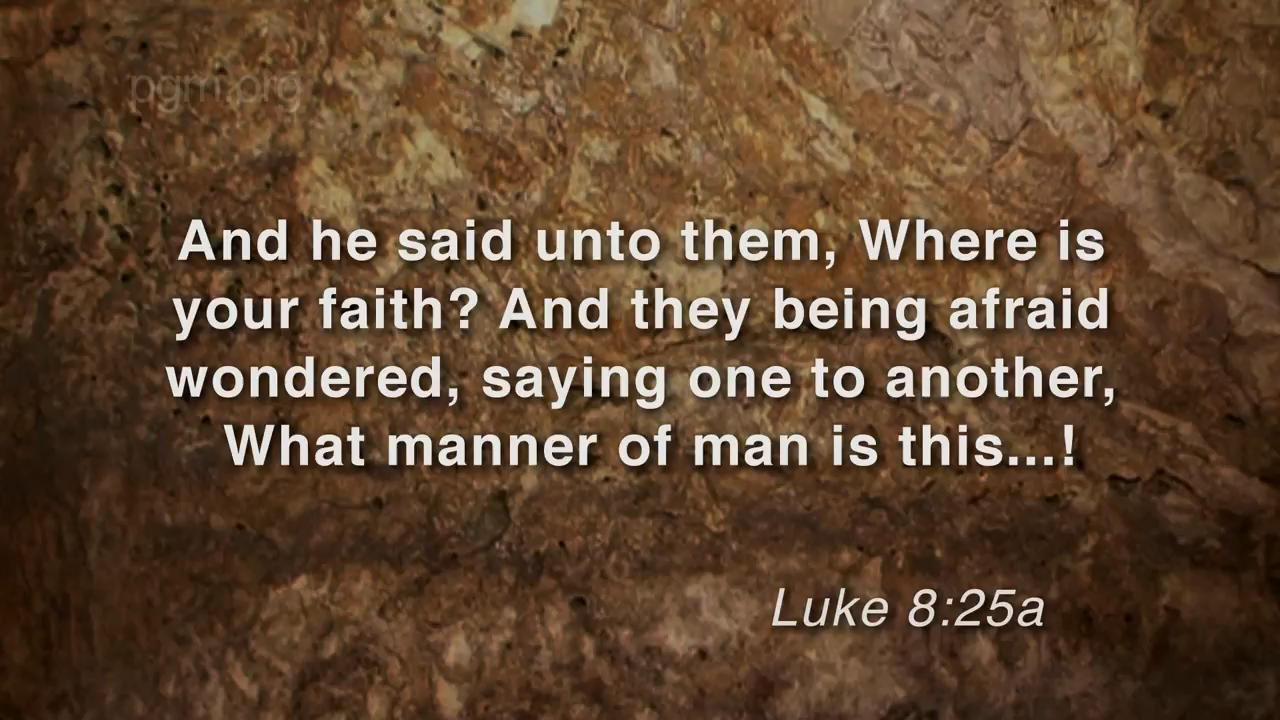 pgm.org
And he said unto them, Where is
your faith? And they being afraid
wondered, saying one to another,
What manner of man is this...!
Luke 8:25a